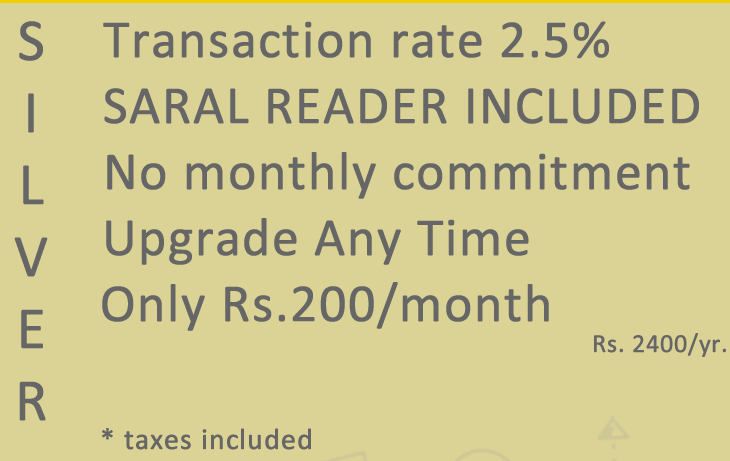 SILVER
Transaction rate 2.5%
SARAL READER INCLUDED
No monthly commitment
Upgrade Any Time
Only Rs.200/month
Rs. 2400/yr.
* taxes included